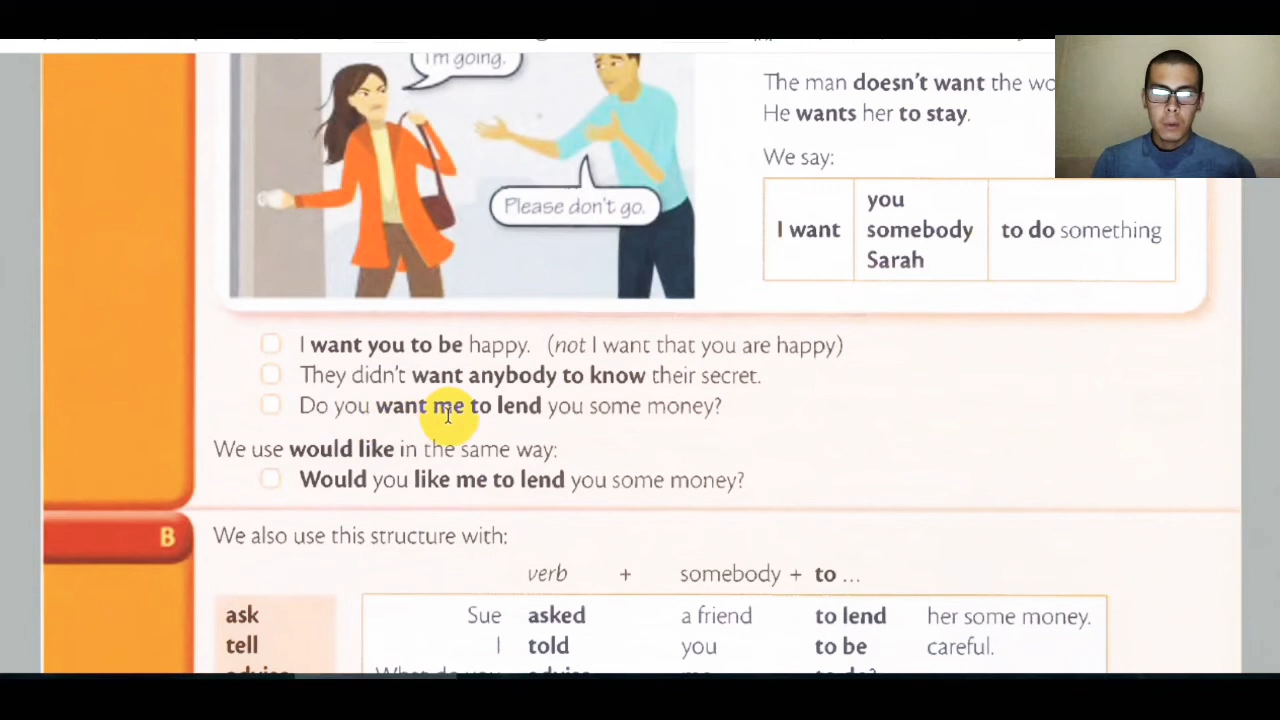 I'm going.
Please don't go.
The man doesn't want the
He wants her to stay.
We say:
I want
you
somebody
Sarah
to do something
I want you to be happy. (not I want that you are happy)
They didn't want anybody to know their secret.
Do you want me to lend you some money?
We use would like in the same way:
Would you like me to lend you some money?
B
We also use this structure with:
verb + somebody + to ...
ask
tell
Sue asked a friend to lend her some money.
I told you to be careful.